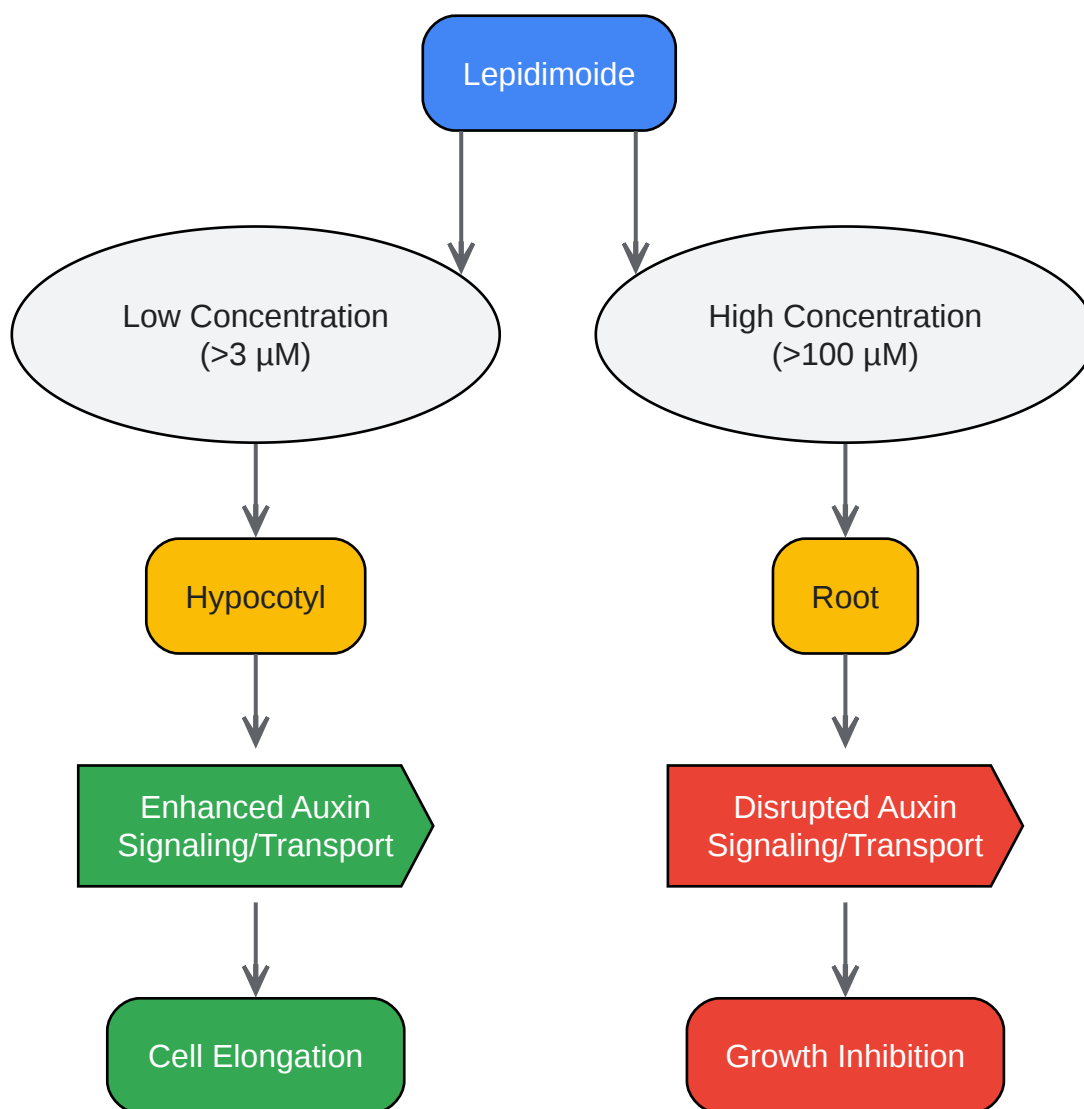 Lepidimoide
Low Concentration
(>3 µM)
High Concentration
(>100 µM)
Hypocotyl
Root
Enhanced Auxin
Signaling/Transport
Disrupted Auxin
Signaling/Transport
Cell Elongation
Growth Inhibition